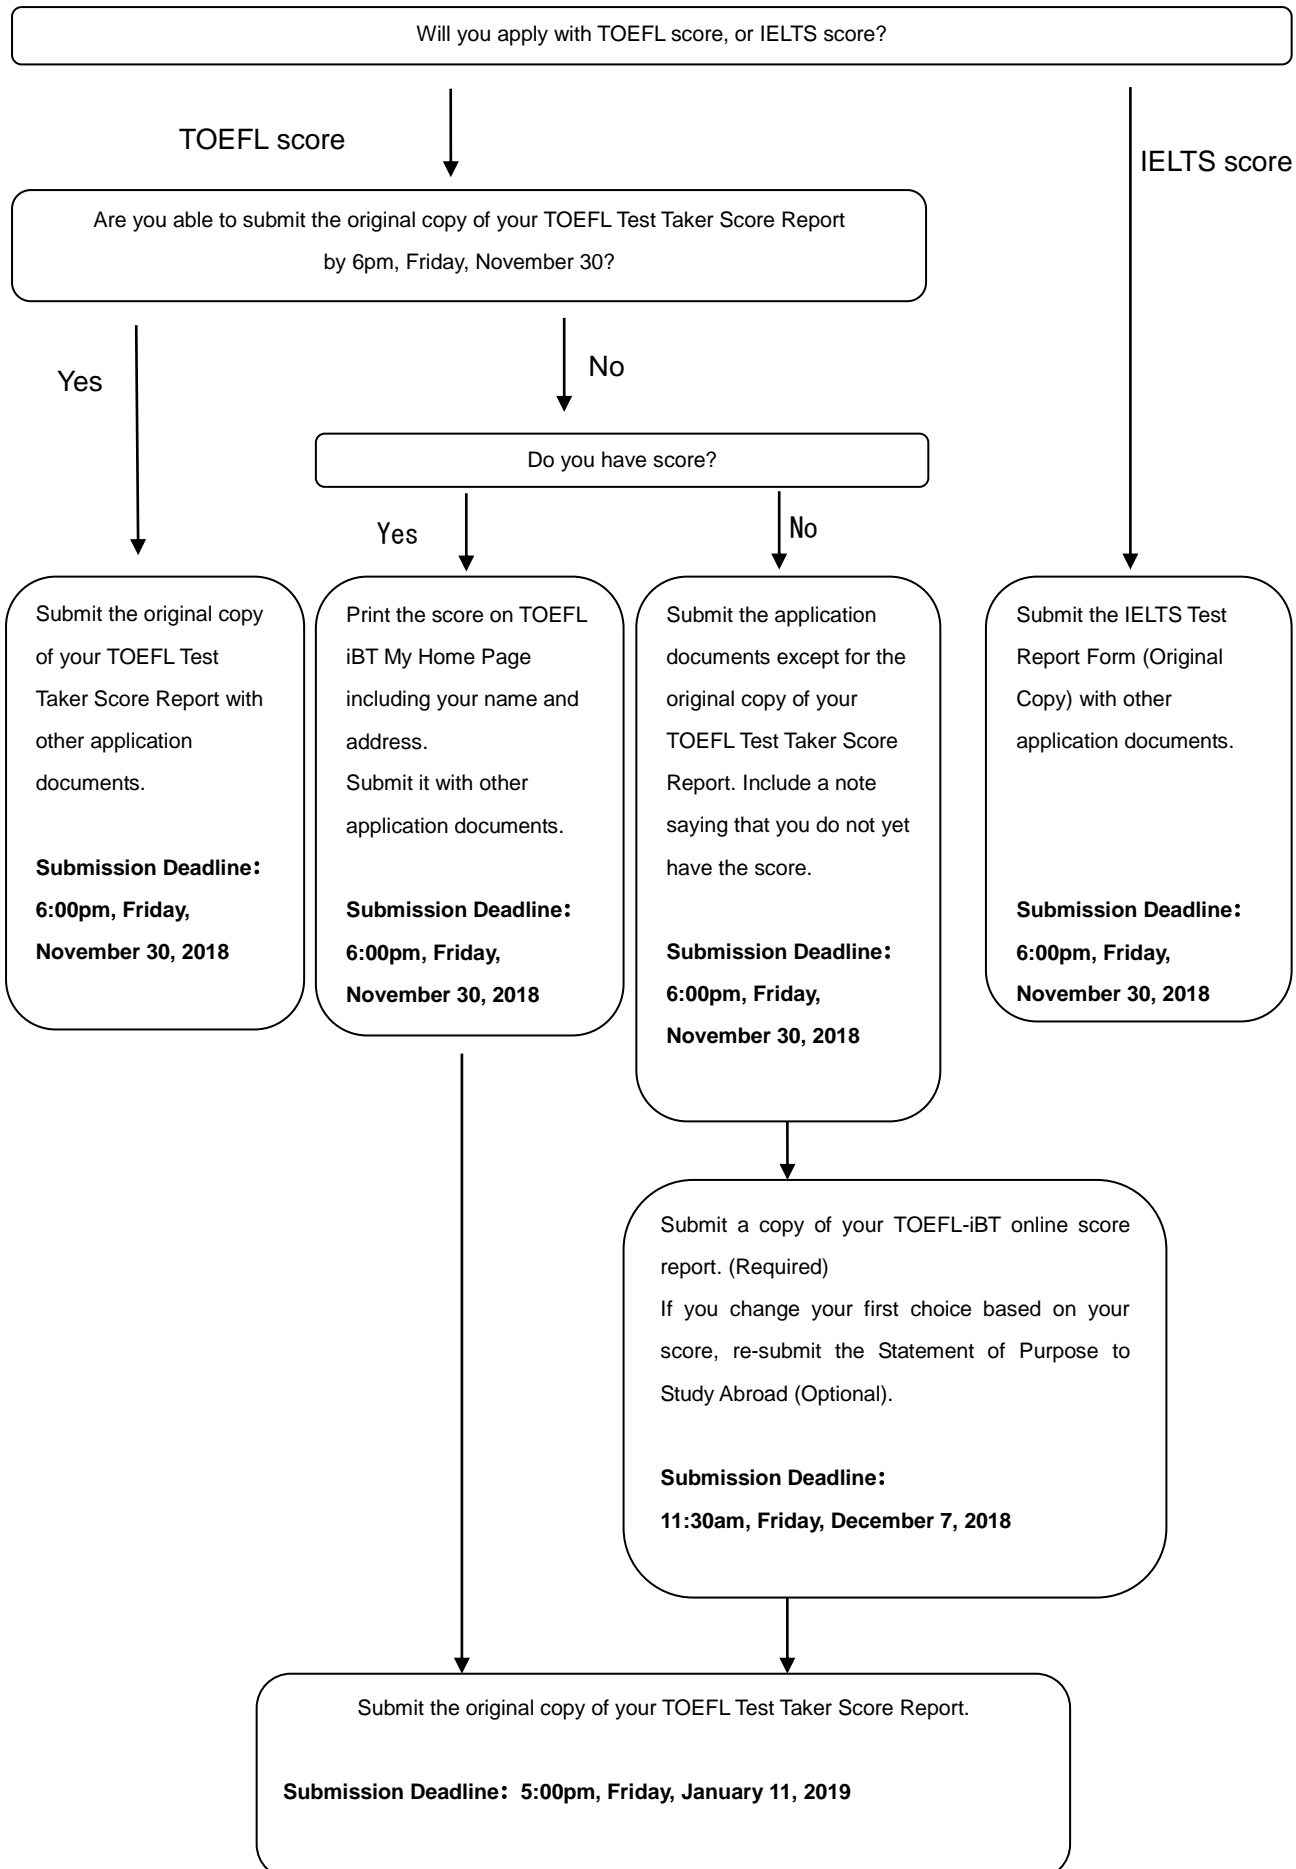 Will you apply with TOEFL score, or IELTS score?
TOEFL score
IELTS score
Are you able to submit the original copy of your TOEFL Test Taker Score Report
by 6pm, Friday, November 30?
Yes
No
Do you have score?
Yes
No
Submit the original copy
of your TOEFL Test
Taker Score Report with
other application
documents.
Submission Deadline:
6:00pm, Friday,
November 30, 2018
Print the score on TOEFL
iBT My Home Page
including your name and
address.
Submit it with other
application documents.
Submission Deadline:
6:00pm, Friday,
November 30, 2018
Submit the application
documents except for the
original copy of your
TOEFL Test Taker Score
Report. Include a note
saying that you do not yet
have the score.
Submission Deadline:
6:00pm, Friday,
November 30, 2018
Submit the IELTS Test
Report Form (Original
Copy) with other
application documents.
Submission Deadline:
6:00pm, Friday,
November 30, 2018
Submit a copy of your TOEFL-iBT online score
report. (Required)
If you change your first choice based on your
score, re-submit the Statement of Purpose to
Study Abroad (Optional).
Submission Deadline:
11:30am, Friday, December 7, 2018
Submit the original copy of your TOEFL Test Taker Score Report.
Submission Deadline: 5:00pm, Friday, January 11, 2019